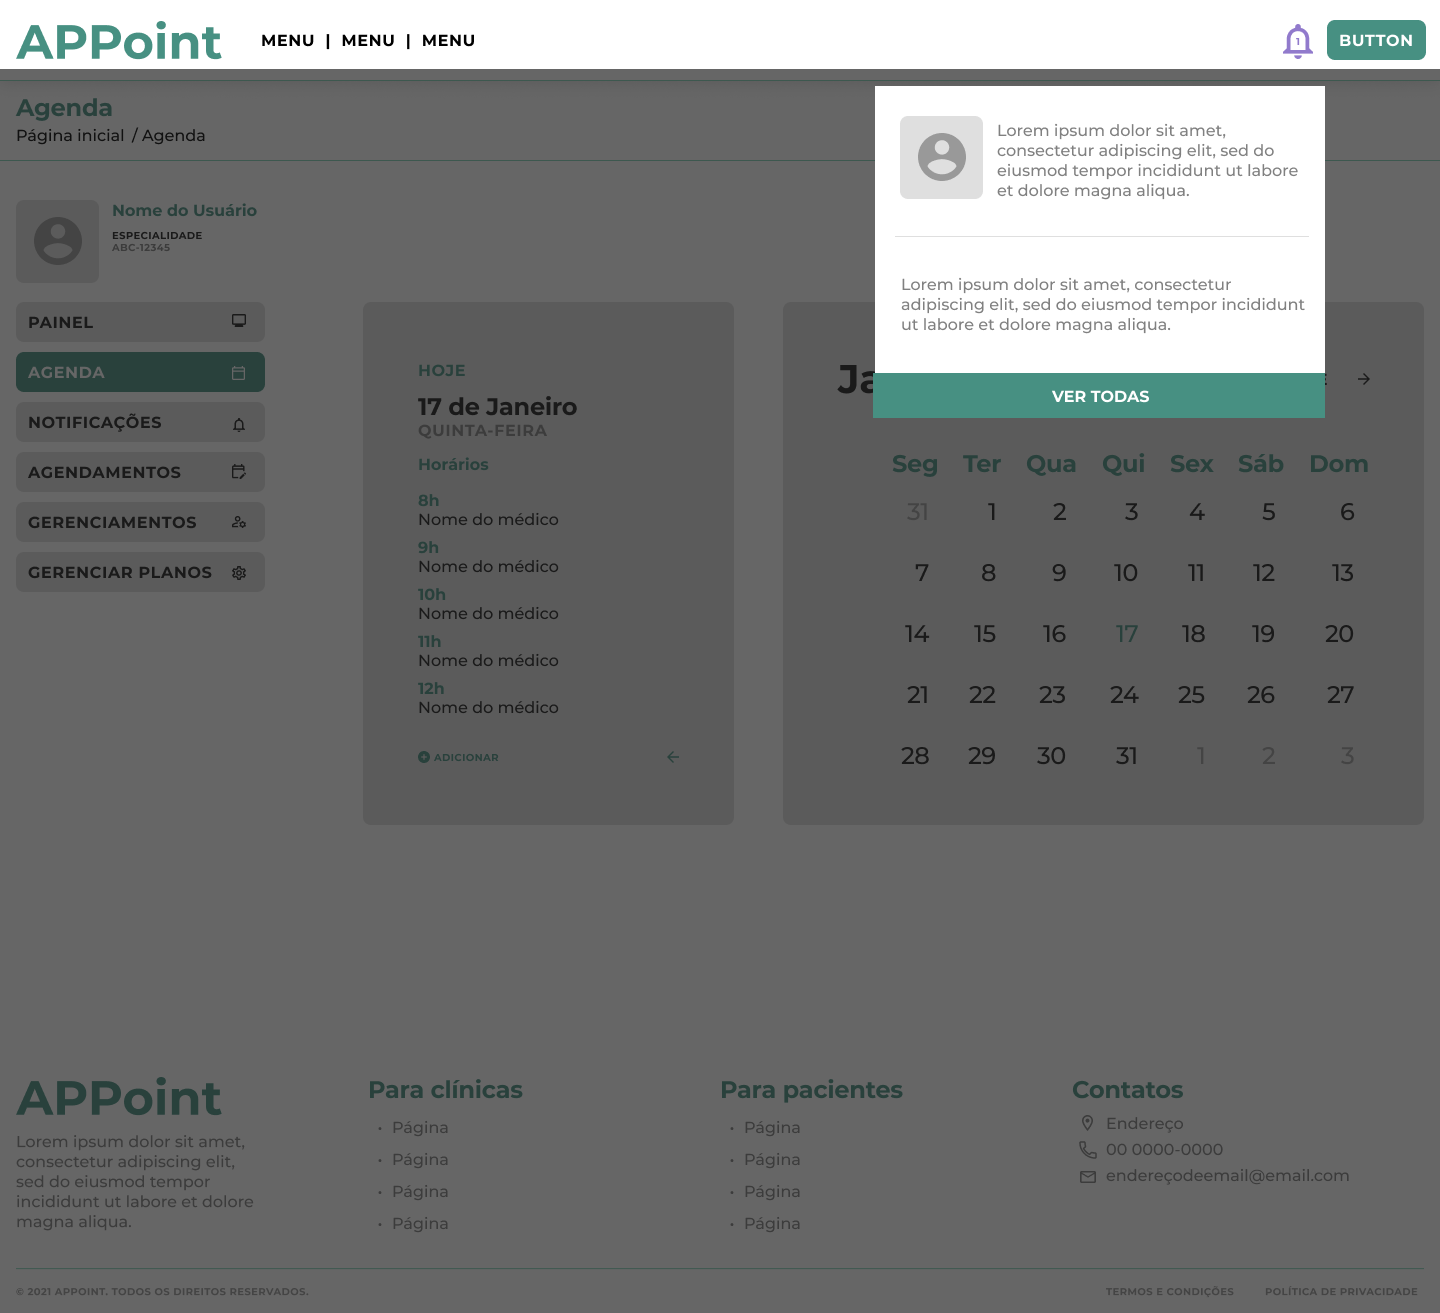 APPoint
MENU | MENU | MENU
1
BUTTON
Agenda
Página inicial / Agenda
Lorem ipsum dolor sit amet,
consectetur adipiscing elit, sed do
eiusmod tempor incididunt ut labore
et dolore magna aliqua.
Lorem ipsum dolor sit amet, consectetur
adipiscing elit, sed do eiusmod tempor incididunt
ut labore et dolore magna aliqua.
VER TODAS
Nome do Usuário
ESPECIALIDADE
ABC-12345
PAINEL
AGENDA
NOTIFICAÇÕES
AGENDAMENTOS
GERENCIAMENTOS
GERENCIAR PLANOS
HOJE
17 de Janeiro
QUINTA-FEIRA
Horários
8h
Nome do médico
9h
Nome do médico
10h
Nome do médico
11h
Nome do médico
12h
Nome do médico
ADICIONAR
Seg Ter Qua Qui Sex Sáb Dom
31 1 2 3 4 5 6
7 8 9 10 11 12 13
14 15 16 17 18 19 20
21 22 23 24 25 26 27
28 29 30 31 1 2 3
APPoint
Lorem ipsum dolor sit amet,
consectetur adipiscing elit,
sed do eiusmod tempor
incididunt ut labore et dolore
magna aliqua.
Para clínicas
• Página
• Página
• Página
• Página
Para pacientes
• Página
• Página
• Página
• Página
Contatos
Endereço
00 0000-0000
endereçodeemail@email.com
© 2021 APPOINT. TODOS OS DIREITOS RESERVADOS.
TERMOS E CONDIÇÕES
POLÍTICA DE PRIVACIDADE